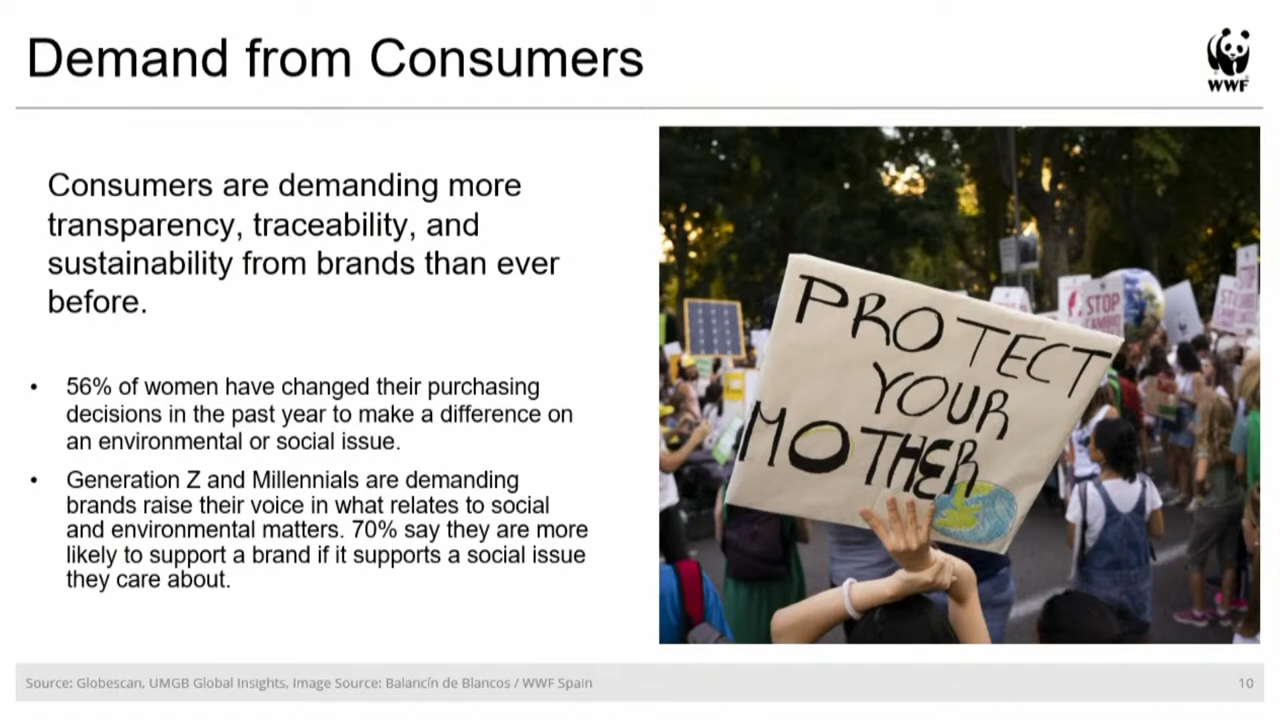 Demand from Consumers
WWF
Consumers are demanding more
transparency, traceability, and
sustainability from brands than ever
before.
• 56% of women have changed their purchasing
decisions in the past year to make a difference on
an environmental or social issue.
• Generation Z and Millennials are demanding
brands raise their voice in what relates to social
and environmental matters. 70% say they are more
likely to support a brand if it supports a social issue
they care about.
PROTECT
YOUR
MOTHER
STOP
CAMBIO
STOP
Source: Globescan, UMGB Global Insights, Image Source: Balancín de Blancos / WWF Spain
10